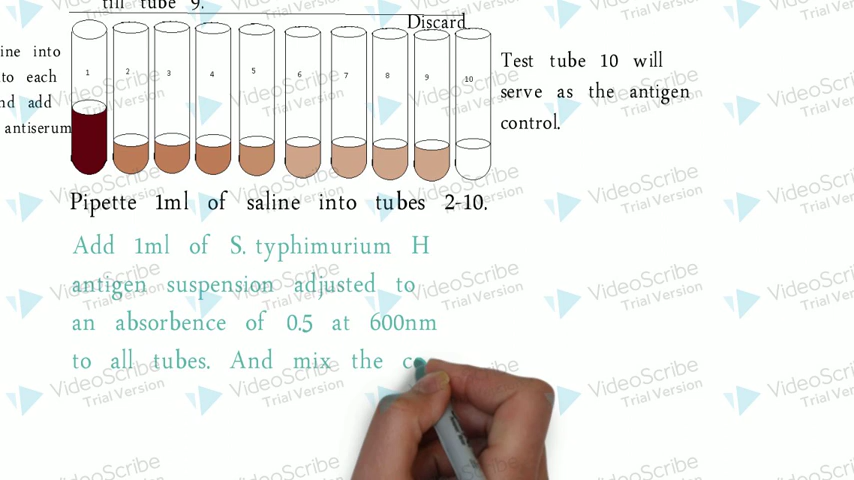 till tube 9.
Discard
ine into
to each
nd add
antiserum
1 2 3 4 5 6 7 8 9 10
Test tube 10 will
serve as the antigen
control.
Pipette 1ml of saline into tubes 2-10.
Add 1ml of S. typhimurium H
antigen suspension adjusted to
an absorbence of 0.5 at 600nm
to all tubes. And mix the c
VideoScribe
Trial Version